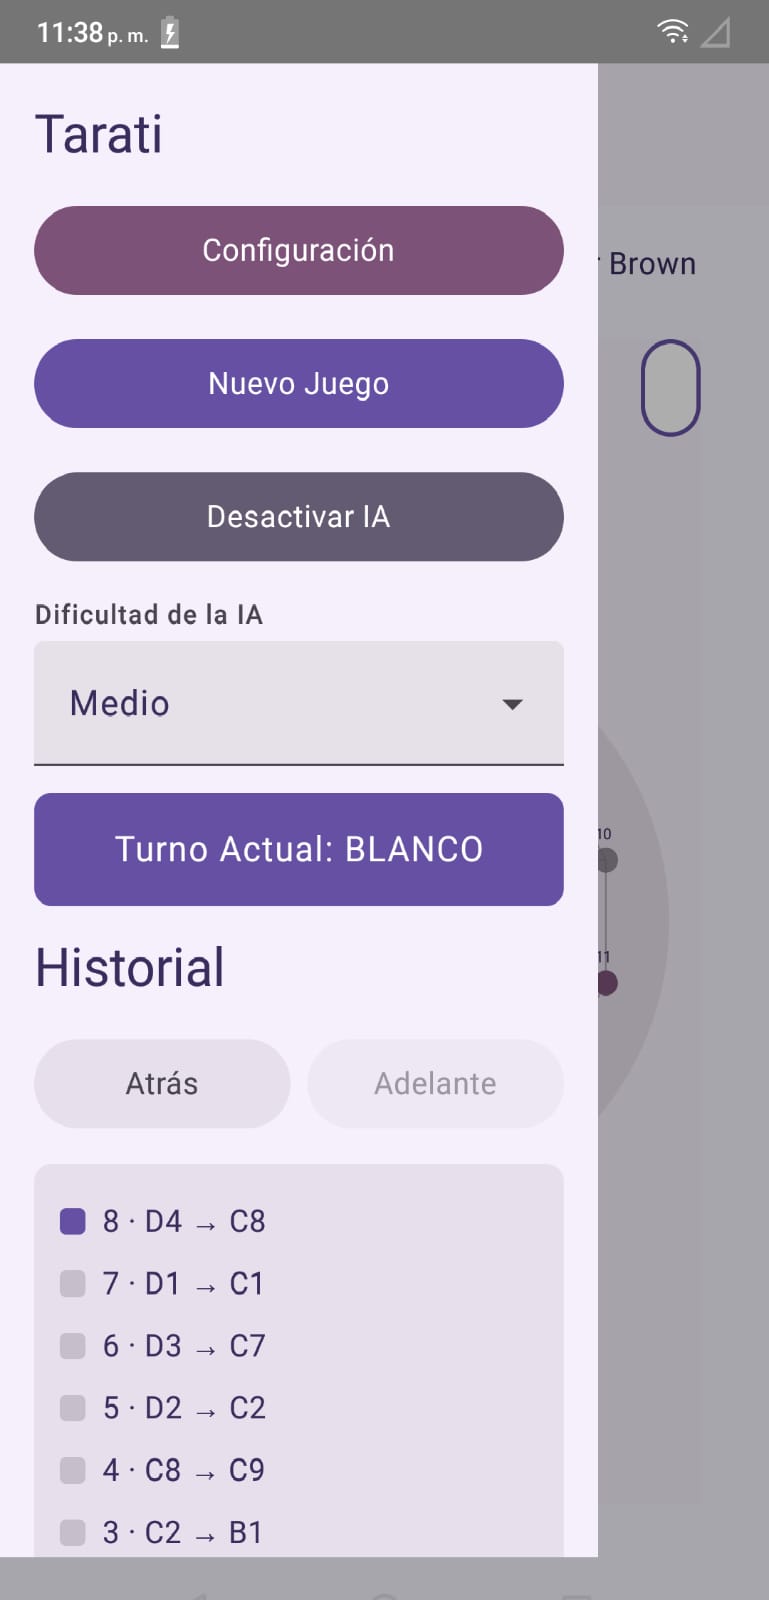 11:38 p. m.
Tarati
Configuración
Brown
Nuevo Juego
Desactivar IA
Dificultad de la IA
Medio
10
Turno Actual: BLANCO
11
Historial
Atrás
Adelante
8 · D4 → C8
7 · D1 → C1
6 · D3 → C7
5 · D2 → C2
4 · C8 → C9
3 · C2 → B1